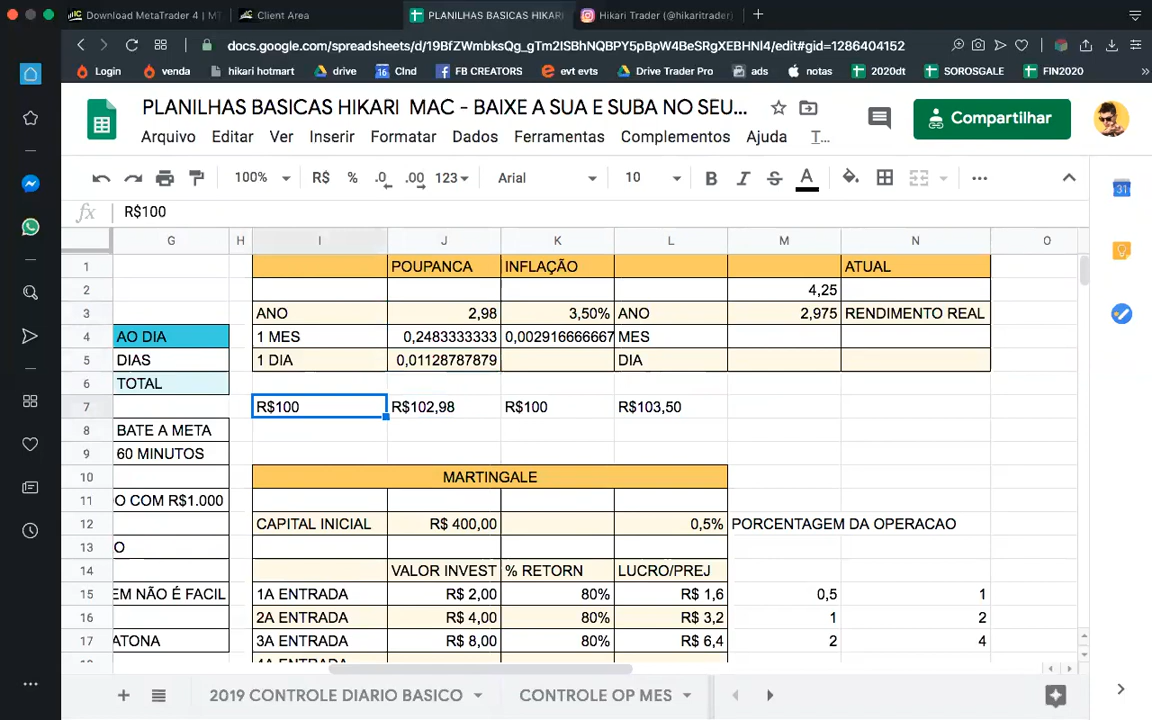 Download MetaTrader 4 | MT
Client Area
PLANILHAS BASICAS HIKARI
Hikari Trader (@hikaritrader)
docs.google.com/spreadsheets/d/19BfZWmbksQg_gTm2ISBhNQBPY5pBpW4BeSRgXEBHNI4/edit#gid=1286404152
Login
venda
hikari hotmart
drive
16 Clnd
FB CREATORS
evt evts
Drive Trader Pro
ads
notas
2020dt
SOROSGALE
FIN2020
»
PLANILHAS BASICAS HIKARI MAC - BAIXE A SUA E SUBA NO SEU...
Arquivo Editar Ver Inserir Formatar Dados Ferramentas Complementos Ajuda T...
Compartilhar
100% R$ % .0 .00 123 Arial 10 B I S A
31
fx R$100
G H I J K L M N O
1 POUPANCA INFLAÇÃO ATUAL
2 4,25
3 ANO 2,98 3,50% ANO 2,975 RENDIMENTO REAL
4 AO DIA 1 MES 0,2483333333 0,002916666667 MES
5 DIAS 1 DIA 0,01128787879 DIA
6 TOTAL
7 R$100 R$102,98 R$100 R$103,50
8 BATE A META
9 60 MINUTOS
10 MARTINGALE
11 O COM R$1.000
12 CAPITAL INICIAL R$ 400,00 0,5% PORCENTAGEM DA OPERACAO
13 O
14 VALOR INVEST % RETORN LUCRO/PREJ
15 EM NÃO É FACIL 1A ENTRADA R$ 2,00 80% R$ 1,6 0,5 1
16 2A ENTRADA R$ 4,00 80% R$ 3,2 1 2
17 ATONA 3A ENTRADA R$ 8,00 80% R$ 6,4 2 4
2019 CONTROLE DIARIO BASICO
CONTROLE OP MES